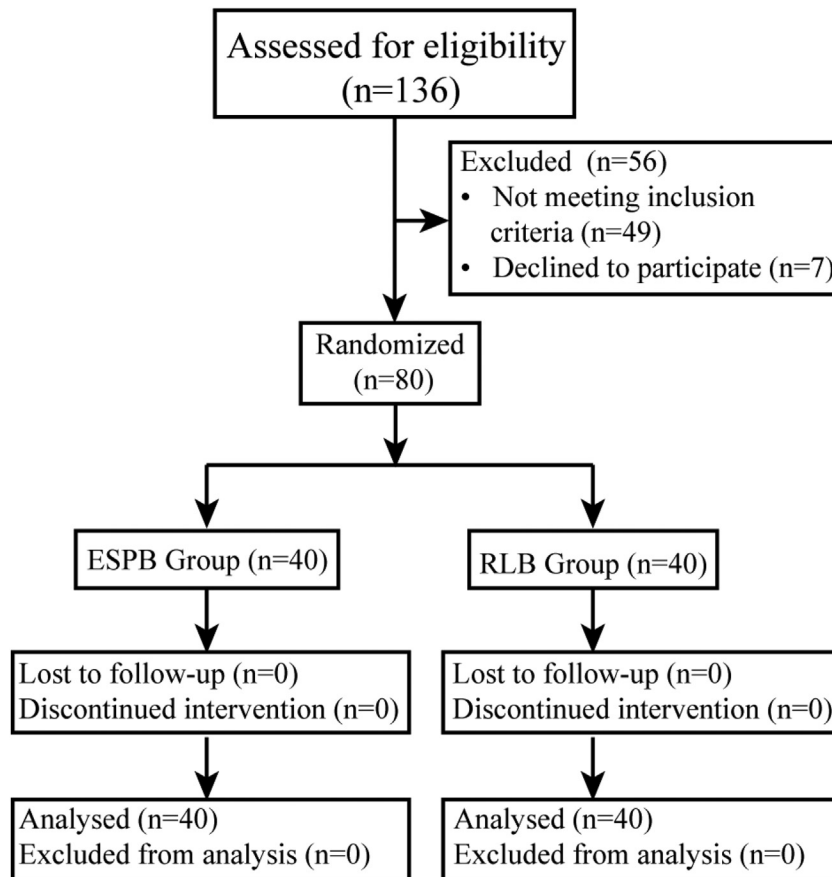 Assessed for eligibility
(n=136)
Excluded (n=56)
• Not meeting inclusion
criteria (n=49)
• Declined to participate (n=7)
Randomized
(n=80)
ESPB Group (n=40)
RLB Group (n=40)
Lost to follow-up (n=0)
Discontinued intervention (n=0)
Lost to follow-up (n=0)
Discontinued intervention (n=0)
Analysed (n=40)
Excluded from analysis (n=0)
Analysed (n=40)
Excluded from analysis (n=0)